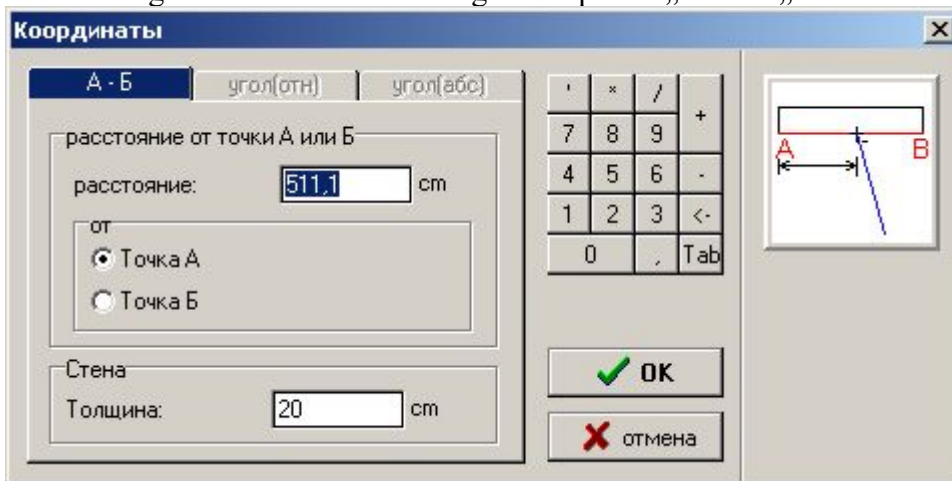 Координаты
А - Б угол(отн) угол(абс)
расстояние от точки А или Б
расстояние: 511,1 cm
от
Точка А
Точка Б
Стена
Толщина: 20 cm
' * / +
7 8 9
4 5 6 -
1 2 3 <-
0 , Tab
OK
отмена
A B